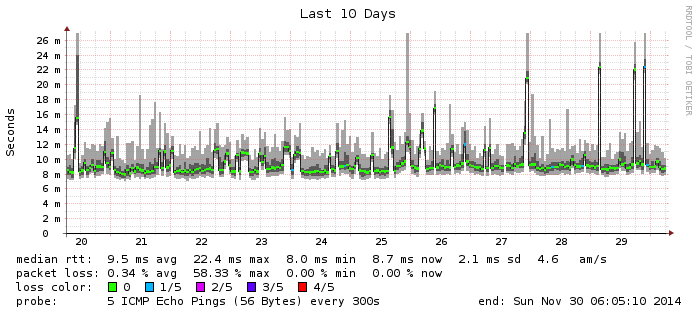 Last 10 Days
RRDTOOL / TOBI OETIKER
Seconds
26 m
24 m
22 m
20 m
18 m
16 m
14 m
12 m
10 m
8 m
6 m
4 m
2 m
0
20 21 22 23 24 25 26 27 28 29
median rtt: 9.5 ms avg 22.4 ms max 8.0 ms min 8.7 ms now 2.1 ms sd 4.6 am/s
packet loss: 0.34 % avg 58.33 % max 0.00 % min 0.00 % now
loss color: 0 1/5 2/5 3/5 4/5
probe: 5 ICMP Echo Pings (56 Bytes) every 300s end: Sun Nov 30 06:05:10 2014